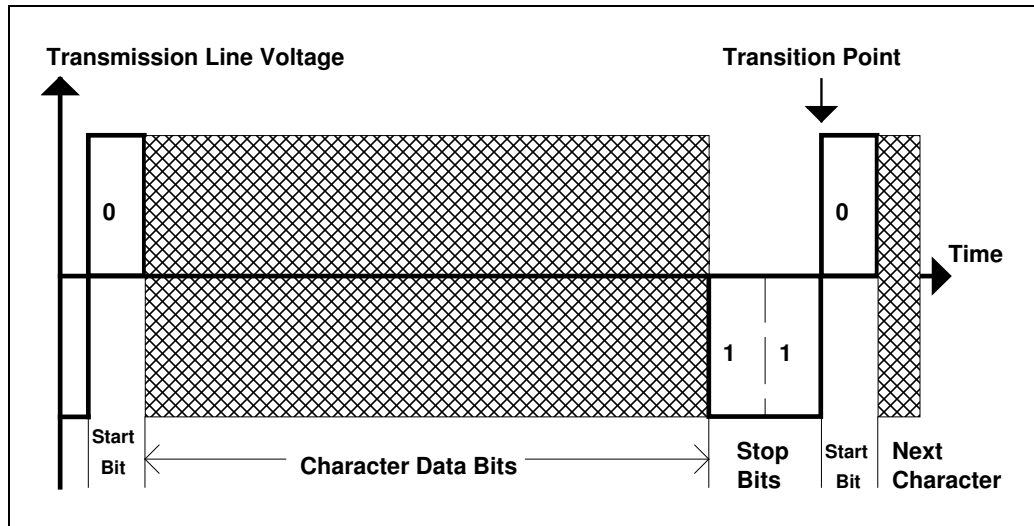 Transmission Line Voltage
Transition Point
0
0
Time
1 1
Start
Bit
Character Data Bits
Stop
Bits
Start
Bit
Next
Character